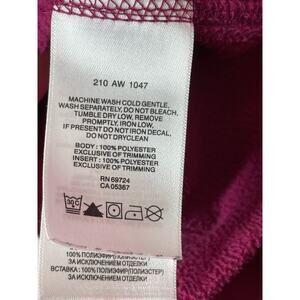 210 AW 1047
MACHINE WASH COLD GENTLE,
WASH SEPARATELY, DO NOT BLEACH,
TUMBLE DRY LOW, REMOVE
PROMPTLY, IRON LOW,
IF PRESENT DO NOT IRON DECAL,
DO NOT DRYCLEAN.
BODY : 100% POLYESTER
EXCLUSIVE OF TRIMMING
INSERT : 100% POLYESTER
EXCLUSIVE OF TRIMMING
RN 69724
CA 05367
30C
100% ПОЛИЭФИР(ПОЛИЭСТЕР)
ЗА ИСКЛЮЧЕНИЕМ ОТДЕЛКИ
ВСТАВКА : 100% ПОЛИЭФИР(ПОЛИЭСТЕР)
ЗА ИСКЛЮЧЕНИЕМ ОТДЕЛКИ